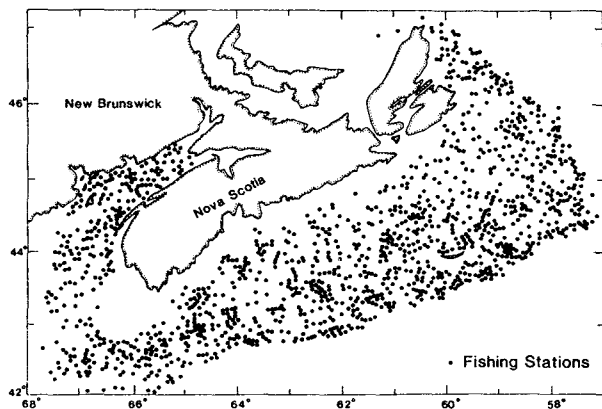 46°
New Brunswick
Nova Scotia
44°
• Fishing Stations
42°
68° 66° 64° 62° 60° 58°